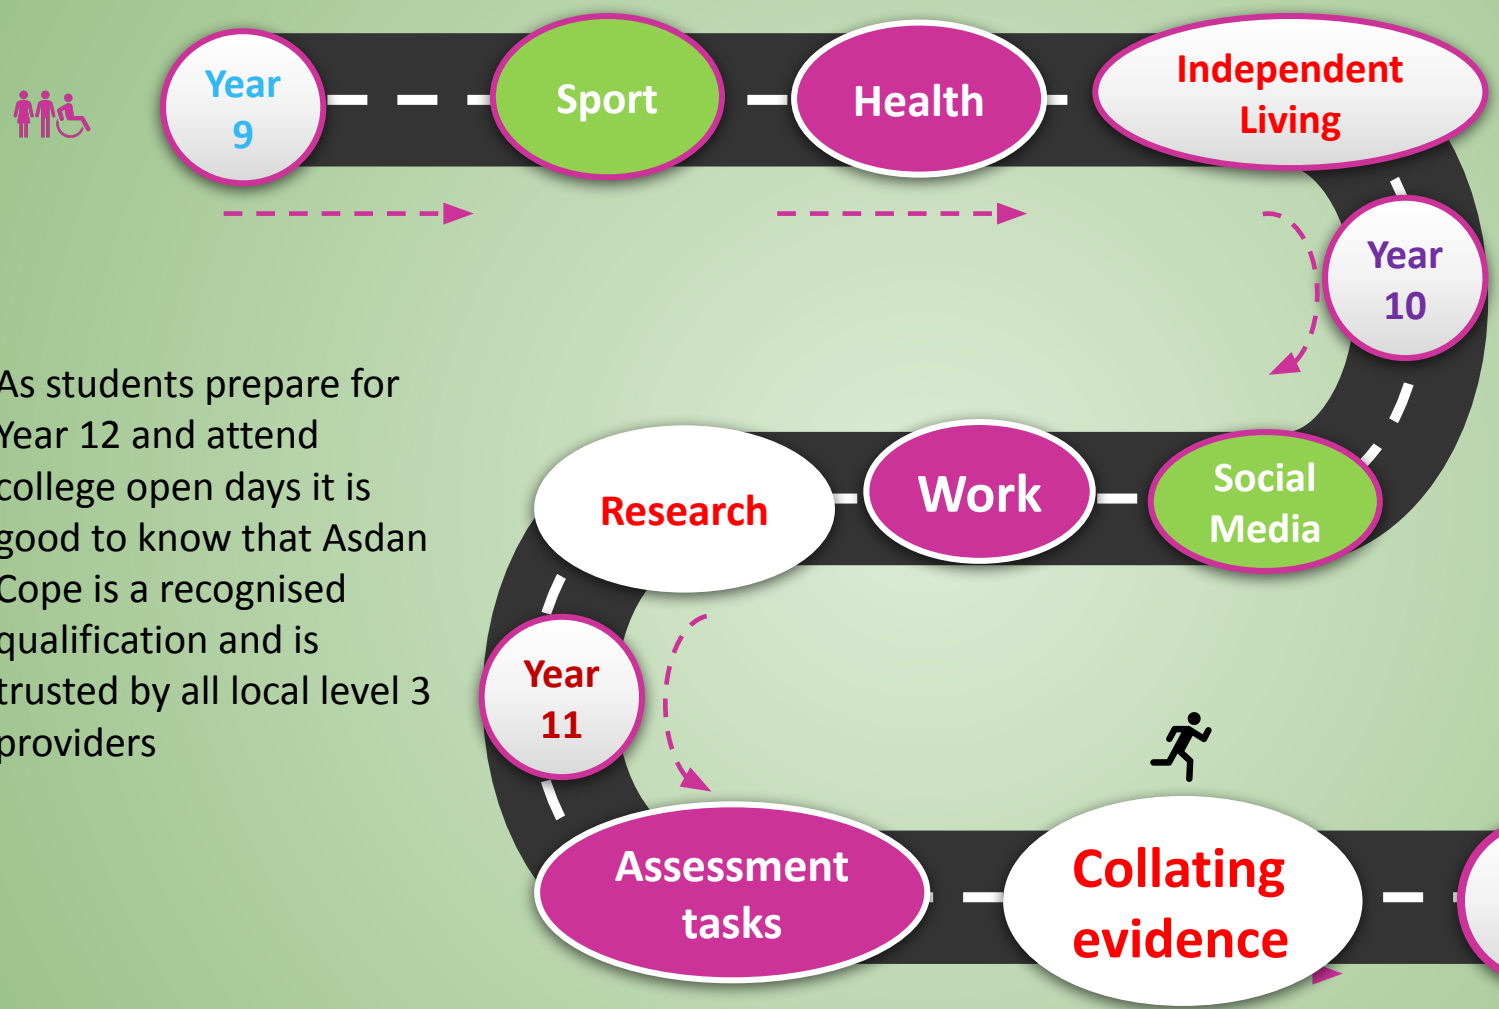 Year
9
Sport
Health
Independent
Living
Year
10
Social
Media
Work
Research
Year
11
As students prepare for
Year 12 and attend
college open days it is
good to know that Asdan
Cope is a recognised
qualification and is
trusted by all local level 3
providers
Assessment
tasks
Collating
evidence